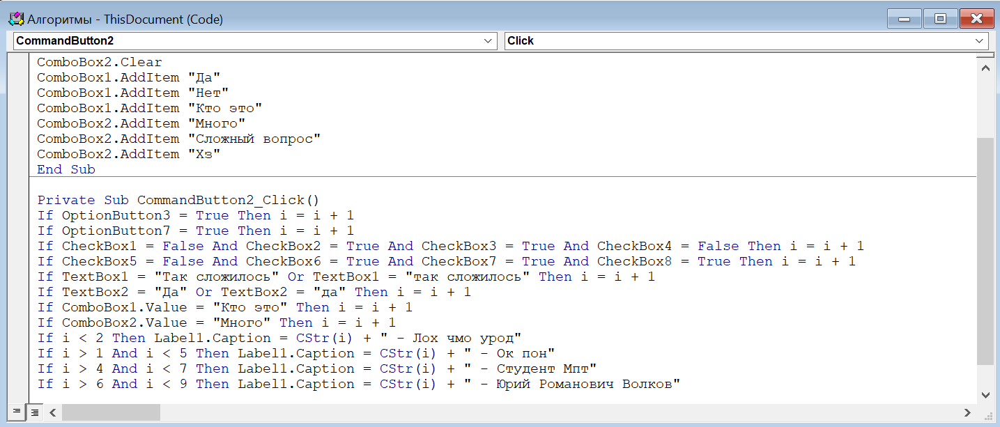 Алгоритмы - ThisDocument (Code)
CommandButton2
Click
ComboBox2.Clear
ComboBox1.AddItem "Да"
ComboBox1.AddItem "Нет"
ComboBox1.AddItem "Кто это"
ComboBox2.AddItem "Много"
ComboBox2.AddItem "Сложный вопрос"
ComboBox2.AddItem "Хз"
End Sub
Private Sub CommandButton2_Click()
If OptionButton3 = True Then i = i + 1
If OptionButton7 = True Then i = i + 1
If CheckBox1 = False And CheckBox2 = True And CheckBox3 = True And CheckBox4 = False Then i = i + 1
If CheckBox5 = False And CheckBox6 = True And CheckBox7 = True And CheckBox8 = True Then i = i + 1
If TextBox1 = "Так сложилось" Or TextBox1 = "так сложилось" Then i = i + 1
If TextBox2 = "Да" Or TextBox2 = "да" Then i = i + 1
If ComboBox1.Value = "Кто это" Then i = i + 1
If ComboBox2.Value = "Много" Then i = i + 1
If i < 2 Then Label1.Caption = CStr(i) + " - Лох чмо урод"
If i > 1 And i < 5 Then Label1.Caption = CStr(i) + " - Ок пон"
If i > 4 And i < 7 Then Label1.Caption = CStr(i) + " - Студент Мпт"
If i > 6 And i < 9 Then Label1.Caption = CStr(i) + " - Юрий Романович Волков"